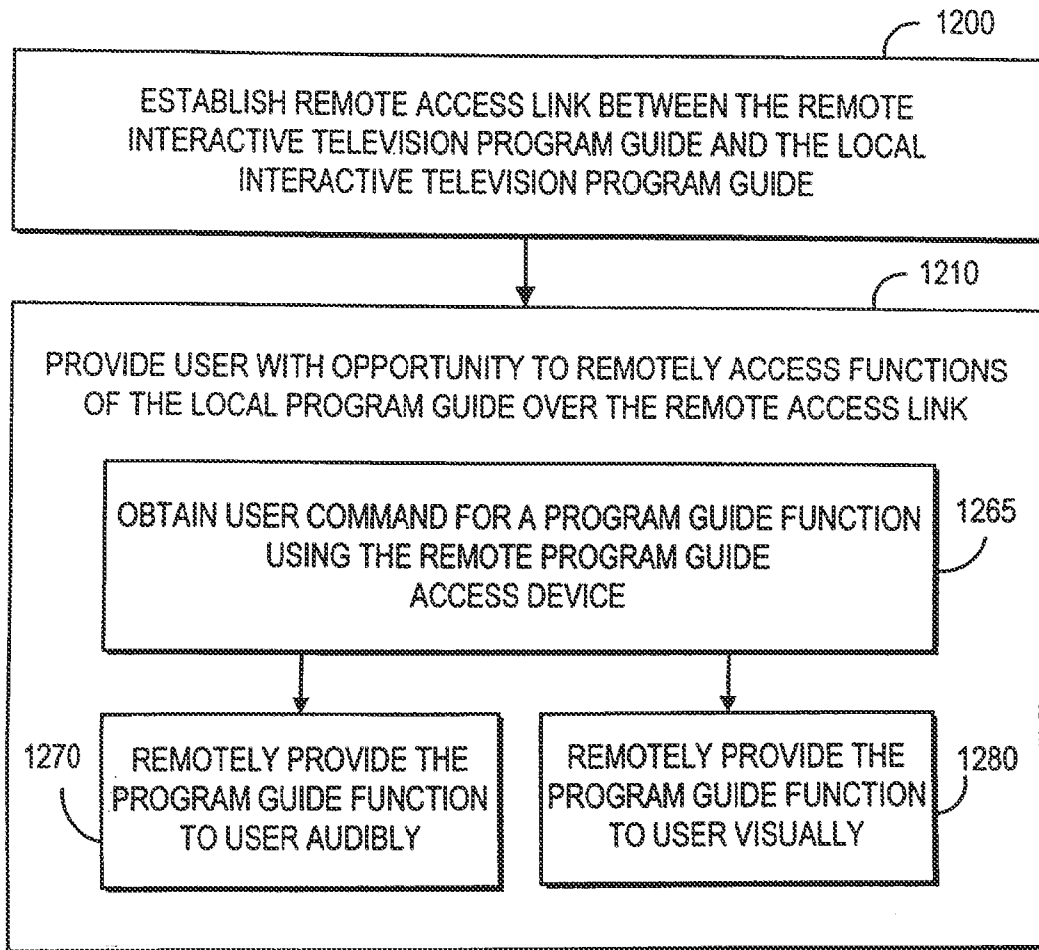 1200
ESTABLISH REMOTE ACCESS LINK BETWEEN THE REMOTE
INTERACTIVE TELEVISION PROGRAM GUIDE AND THE LOCAL
INTERACTIVE TELEVISION PROGRAM GUIDE
1210
PROVIDE USER WITH OPPORTUNITY TO REMOTELY ACCESS FUNCTIONS
OF THE LOCAL PROGRAM GUIDE OVER THE REMOTE ACCESS LINK
OBTAIN USER COMMAND FOR A PROGRAM GUIDE FUNCTION
USING THE REMOTE PROGRAM GUIDE
ACCESS DEVICE
1265
1270
REMOTELY PROVIDE THE
PROGRAM GUIDE FUNCTION
TO USER AUDIBLY
REMOTELY PROVIDE THE
PROGRAM GUIDE FUNCTION
TO USER VISUALLY
1280